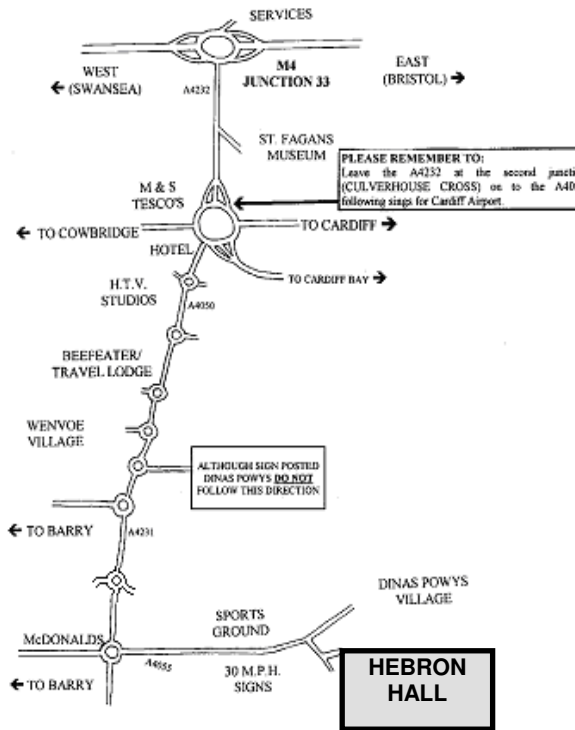 SERVICES
WEST
(SWANSEA)
M4
JUNCTION 33
EAST
(BRISTOL)
A4232
ST. FAGANS
MUSEUM
PLEASE REMEMBER TO:
Leave the A4232 at the second juncti
(CULVERHOUSE CROSS) on to the A40
following sings for Cardiff Airport.
M & S
TESCO'S
TO COWBRIDGE
TO CARDIFF
HOTEL
TO CARDIFF BAY
H.T.V.
STUDIOS
A4050
BEEFEATER/
TRAVEL LODGE
WENVOE
VILLAGE
ALTHOUGH SIGN POSTED
DINAS POWYS DO NOT
FOLLOW THIS DIRECTION
TO BARRY
A4231
DINAS POWYS
VILLAGE
SPORTS
GROUND
McDONALDS
A4055
30 M.P.H.
SIGNS
TO BARRY
HEBRON
HALL